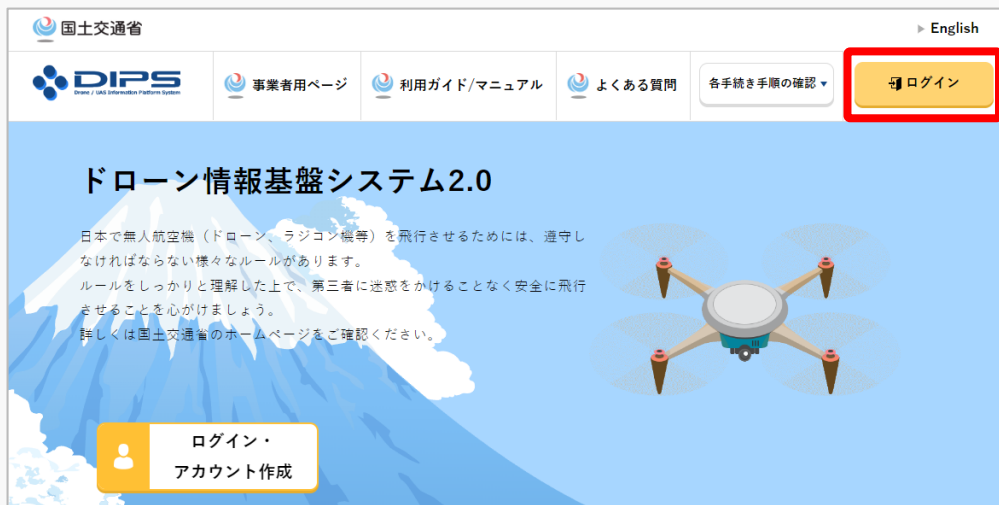 国土交通省
▶ English
DIPS
Drone / UAS Information Platform System
事業者用ページ
利用ガイド/マニュアル
よくある質問
各手続き手順の確認 ▾
ログイン
ドローン情報基盤システム2.0
日本で無人航空機（ドローン、ラジコン機等）を飛行させるためには、遵守し
なければならない様々なルールがあります。
ルールをしっかりと理解した上で、第三者に迷惑をかけることなく安全に飛行
させることを心がけましょう。
詳しくは国土交通省のホームページをご確認ください。
ログイン・
アカウント作成